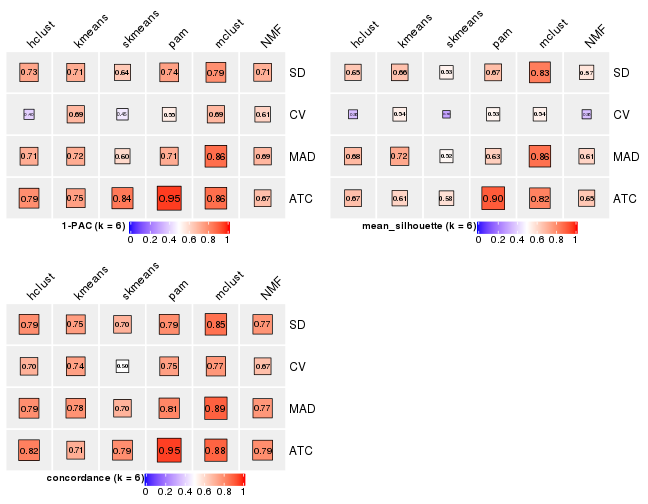 hclust kmeans skmeans pam mclust NMF
0.73 0.71 0.64 0.74 0.79 0.71 SD
0.69 0.55 0.69 0.61 CV
0.71 0.72 0.60 0.71 0.86 0.69 MAD
0.79 0.75 0.84 0.95 0.86 0.67 ATC
1-PAC (k = 6)
0 0.2 0.4 0.6 0.8 1
hclust kmeans skmeans pam mclust NMF
0.65 0.66 0.53 0.67 0.83 0.57 SD
0.54 0.53 0.54 CV
0.68 0.72 0.52 0.63 0.86 0.61 MAD
0.67 0.61 0.58 0.90 0.82 0.65 ATC
mean_silhouette (k = 6)
0 0.2 0.4 0.6 0.8 1
hclust kmeans skmeans pam mclust NMF
0.79 0.75 0.70 0.79 0.85 0.77 SD
0.70 0.74 0.50 0.75 0.77 0.67 CV
0.79 0.78 0.70 0.81 0.89 0.77 MAD
0.82 0.71 0.79 0.95 0.88 0.79 ATC
concordance (k = 6)
0 0.2 0.4 0.6 0.8 1